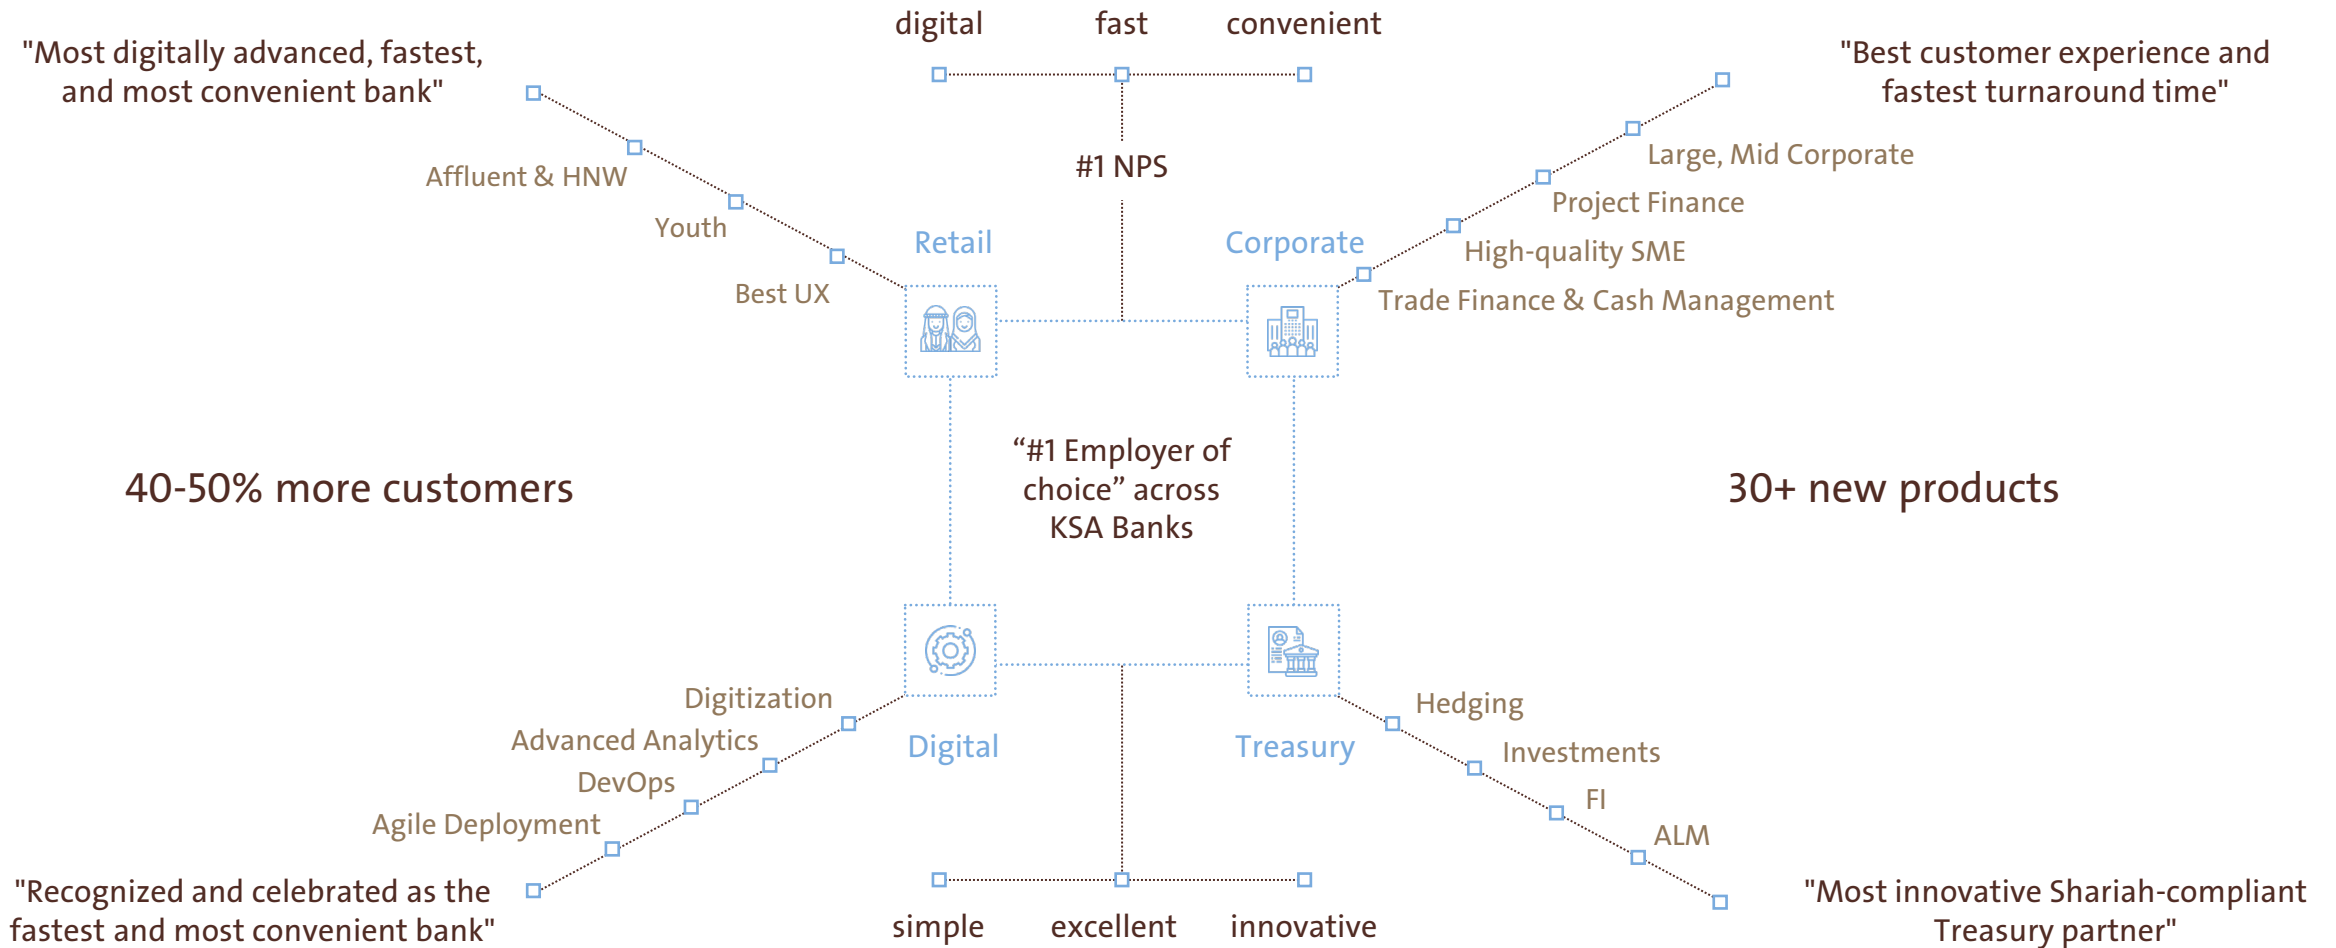 digital
fast
convenient
"Most digitally advanced, fastest,
and most convenient bank"
"Best customer experience and
fastest turnaround time"
#1 NPS
Affluent & HNW
Youth
Best UX
Retail
Corporate
Large, Mid Corporate
Project Finance
High-quality SME
Trade Finance & Cash Management
40-50% more customers
“#1 Employer of
choice” across
KSA Banks
30+ new products
Digitization
Advanced Analytics
DevOps
Agile Deployment
Digital
Treasury
Hedging
Investments
FI
ALM
"Recognized and celebrated as the
fastest and most convenient bank"
simple
excellent
innovative
"Most innovative Shariah-compliant
Treasury partner"